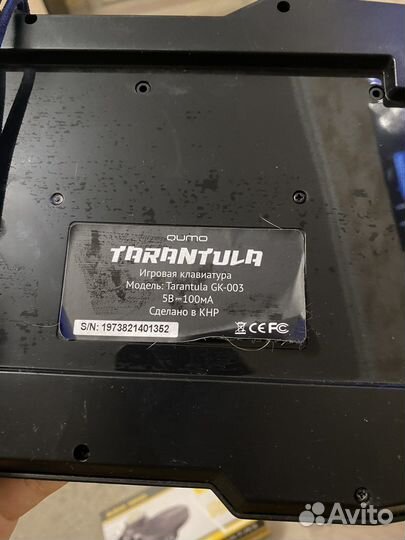 QUMO
TARANTULA
Игровая клавиатура
Модель: Tarantula GK-003
5В 100мА
Сделано в КНР
S/N: 1973821401352
CE FC
Avito